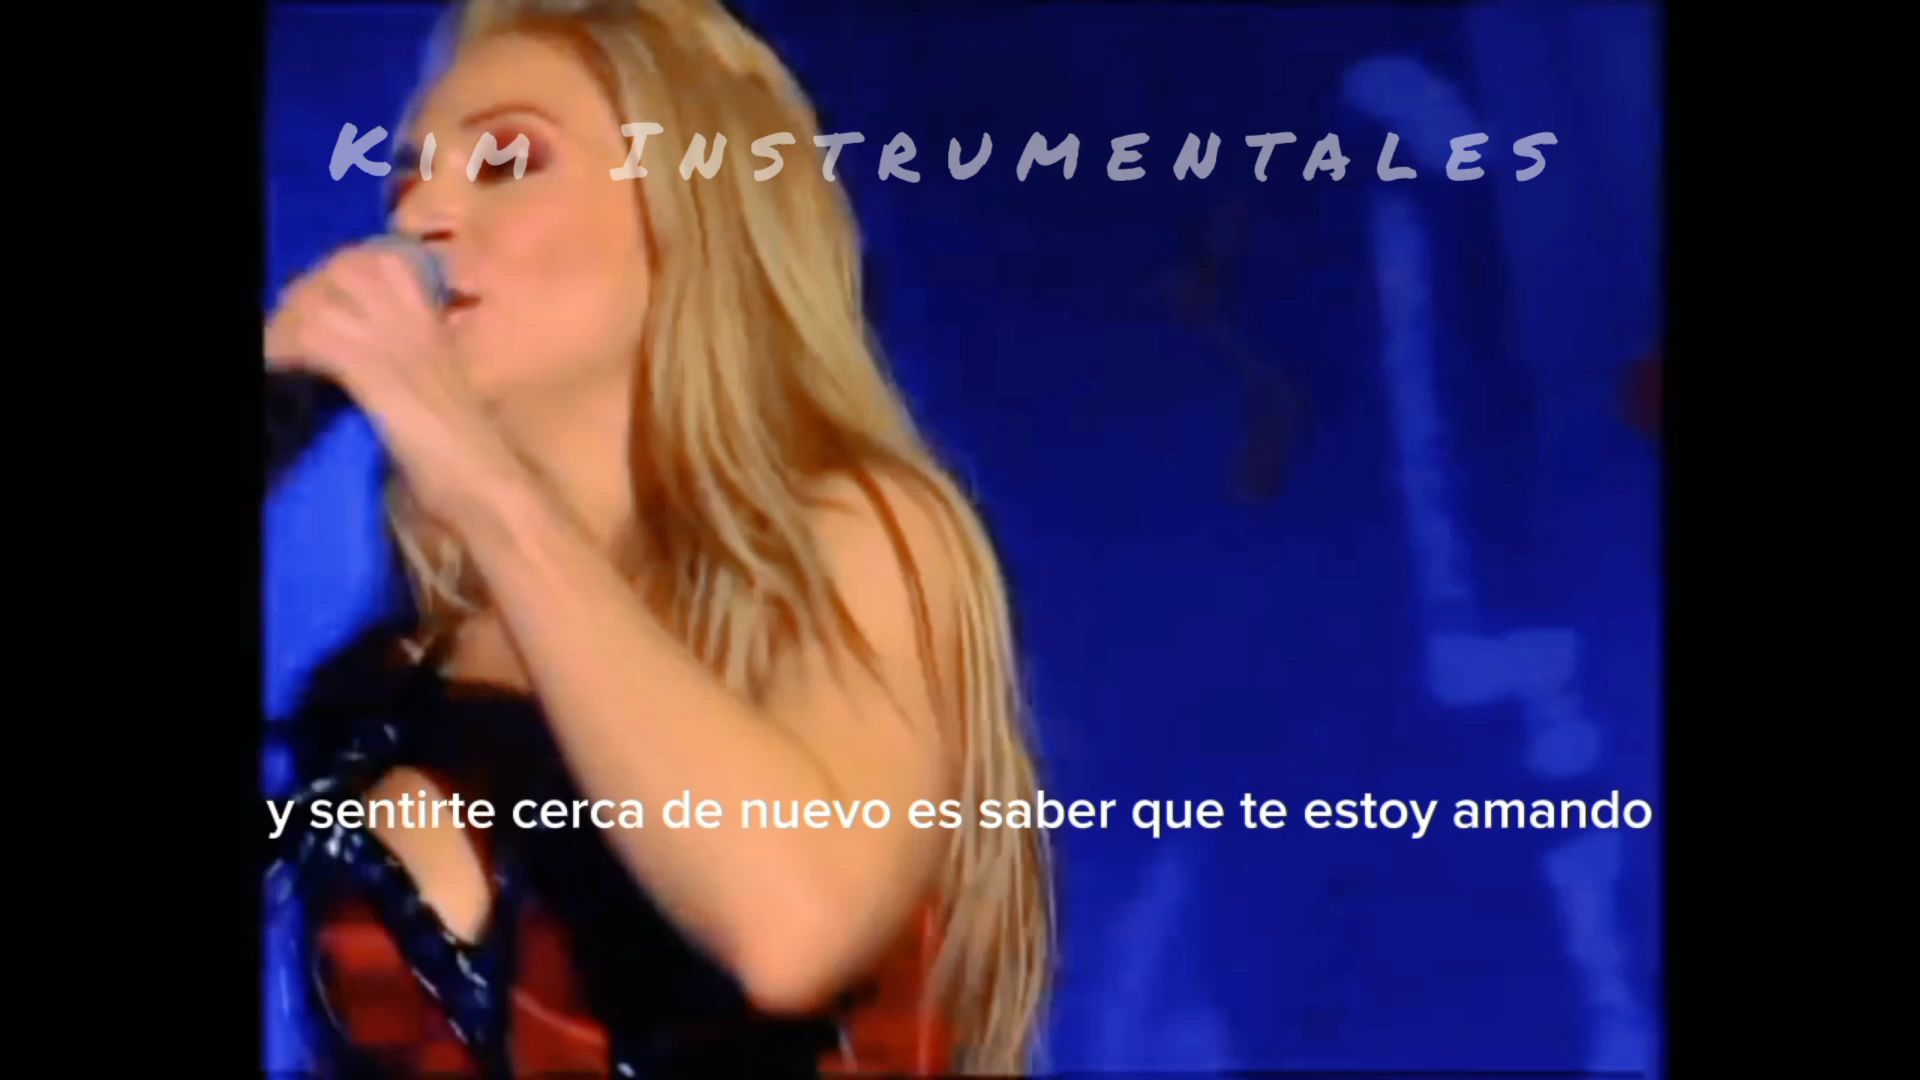 Kim Instrumentales
y sentirte cerca de nuevo es saber que te estoy amando